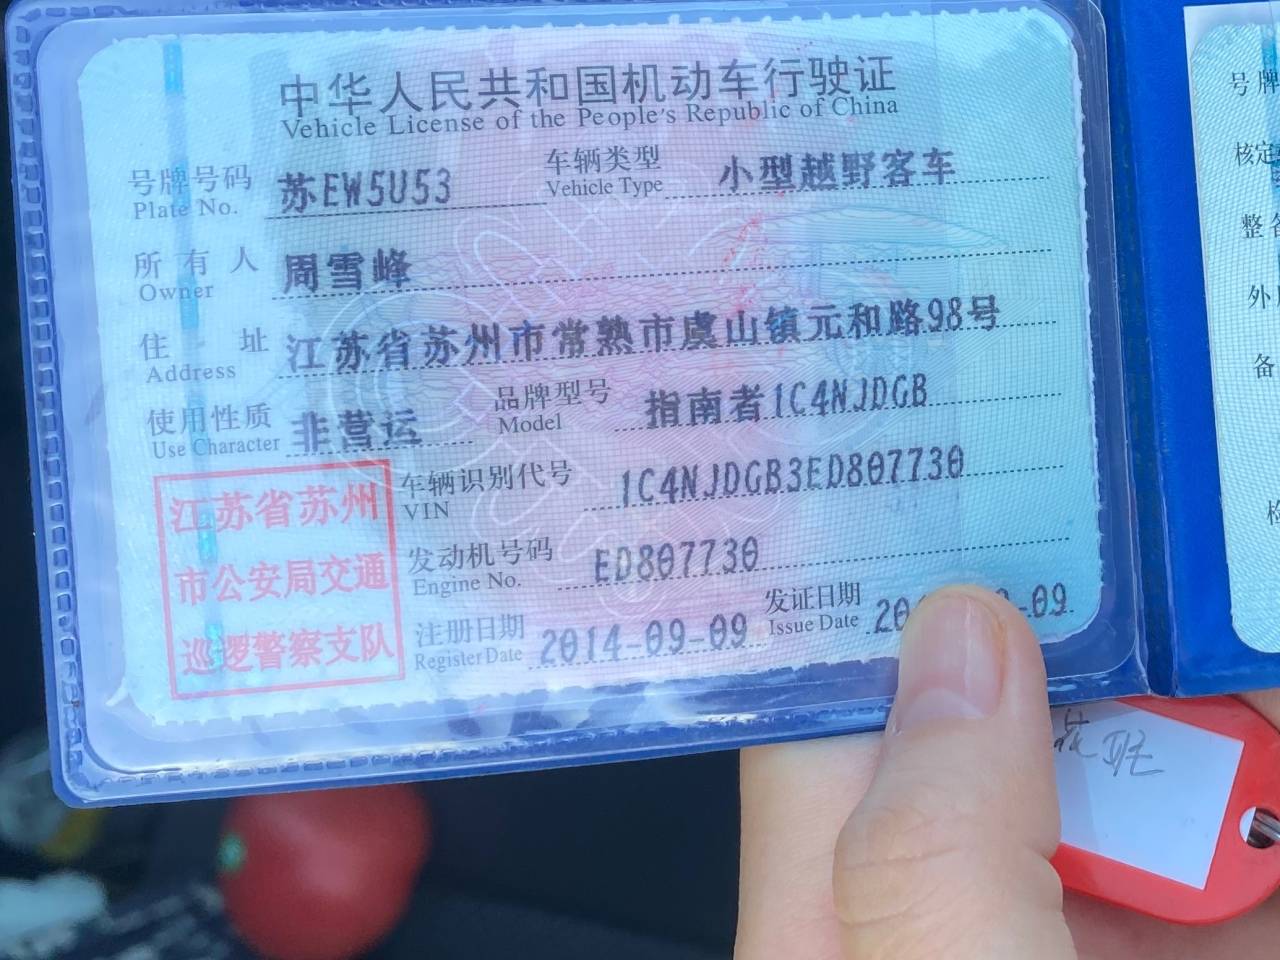 中华人民共和国机动车行驶证
Vehicle License of the People's Republic of China
号牌号码 苏EW5U53 车辆类型 小型越野客车
Plate No. Vehicle Type
所有人 周雪峰
Owner
住址 江苏省苏州市常熟市虞山镇元和路98号
Address
使用性质 非营运 品牌型号 指南者1C4NJDGB
Use Character Model
车辆识别代号 1C4NJDGB3ED807730
VIN
发动机号码 ED807730
Engine No.
注册日期 2014-09-09 发证日期 20 -09
Register Date Issue Date
江苏省苏州
市公安局交通
巡逻警察支队
号牌
核定
整备
外
备
检